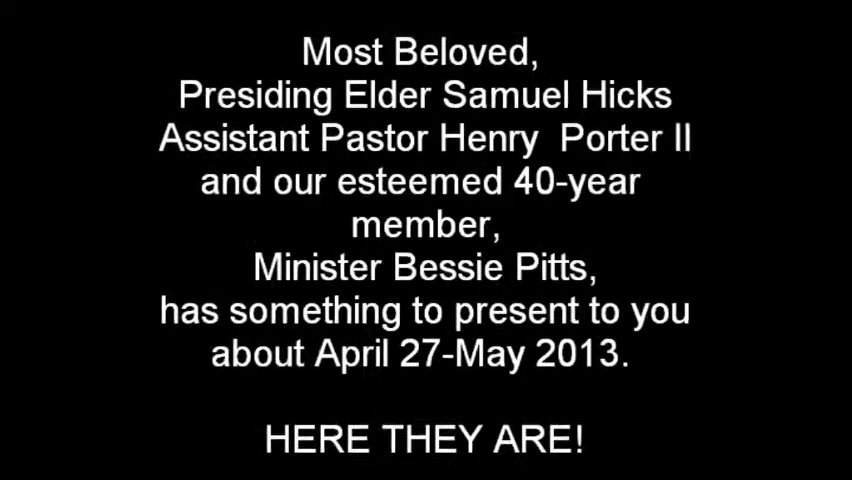 Most Beloved,
Presiding Elder Samuel Hicks
Assistant Pastor Henry  Porter II
and our esteemed 40-year
member,
Minister Bessie Pitts,
has something to present to you
about April 27-May 2013.
HERE THEY ARE!